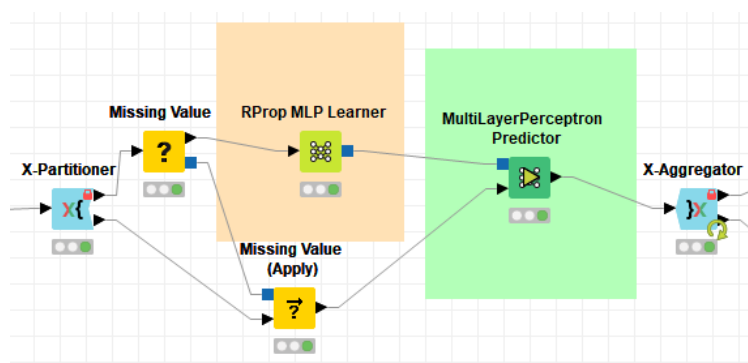 Missing Value
RProp MLP Learner
MultiLayerPerceptron
Predictor
X-Partitioner
?
X-Aggregator
X{
}X
Missing Value
(Apply)
?